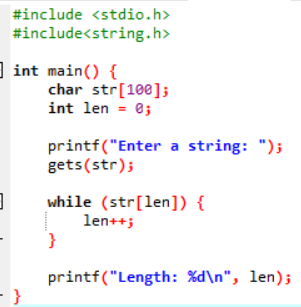 #include <stdio.h>
#include<string.h>
int main() {
char str[100];
int len = 0;
printf("Enter a string: ");
gets(str);
while (str[len]) {
len++;
}
printf("Length: %d\n", len);
}